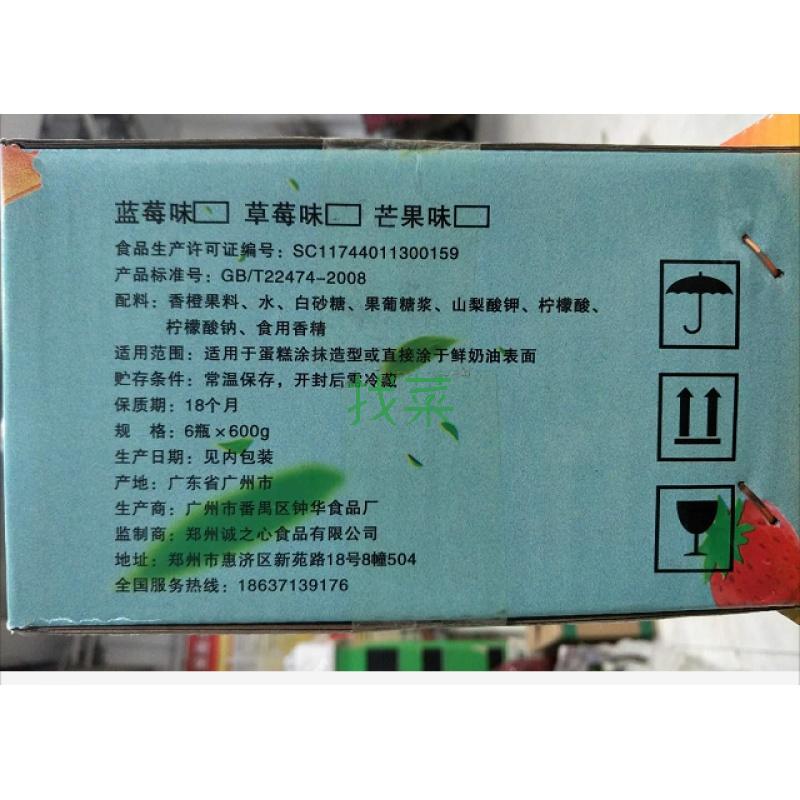 蓝莓味□ 草莓味□ 芒果味□
食品生产许可证编号：SC11744011300159
产品标准号：GB/T22474-2008
配料：香橙果料、水、白砂糖、果葡糖浆、山梨酸钾、柠檬酸、
柠檬酸钠、食用香精
适用范围：适用于蛋糕涂抹造型或直接涂于鲜奶油表面
贮存条件：常温保存，开封后需冷藏
找菜
保质期：18个月
规 格：6瓶×600g
生产日期：见内包装
产地：广东省广州市
生产商：广州市番禺区钟华食品厂
监制商：郑州诚之心食品有限公司
地址：郑州市惠济区新苑路18号8幢504
全国服务热线：18637139176